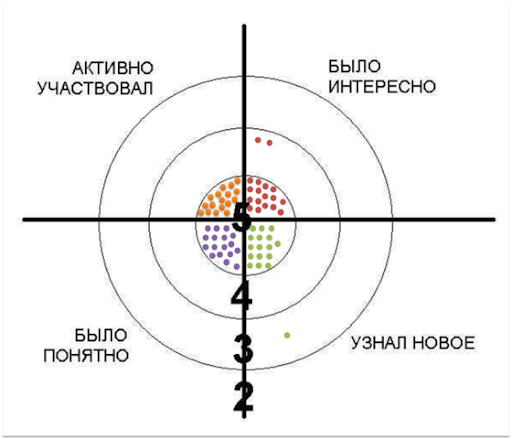 АКТИВНО
УЧАСТВОВАЛ
БЫЛО
ИНТЕРЕСНО
5
4
3
2
БЫЛО
ПОНЯТНО
УЗНАЛ НОВОЕ